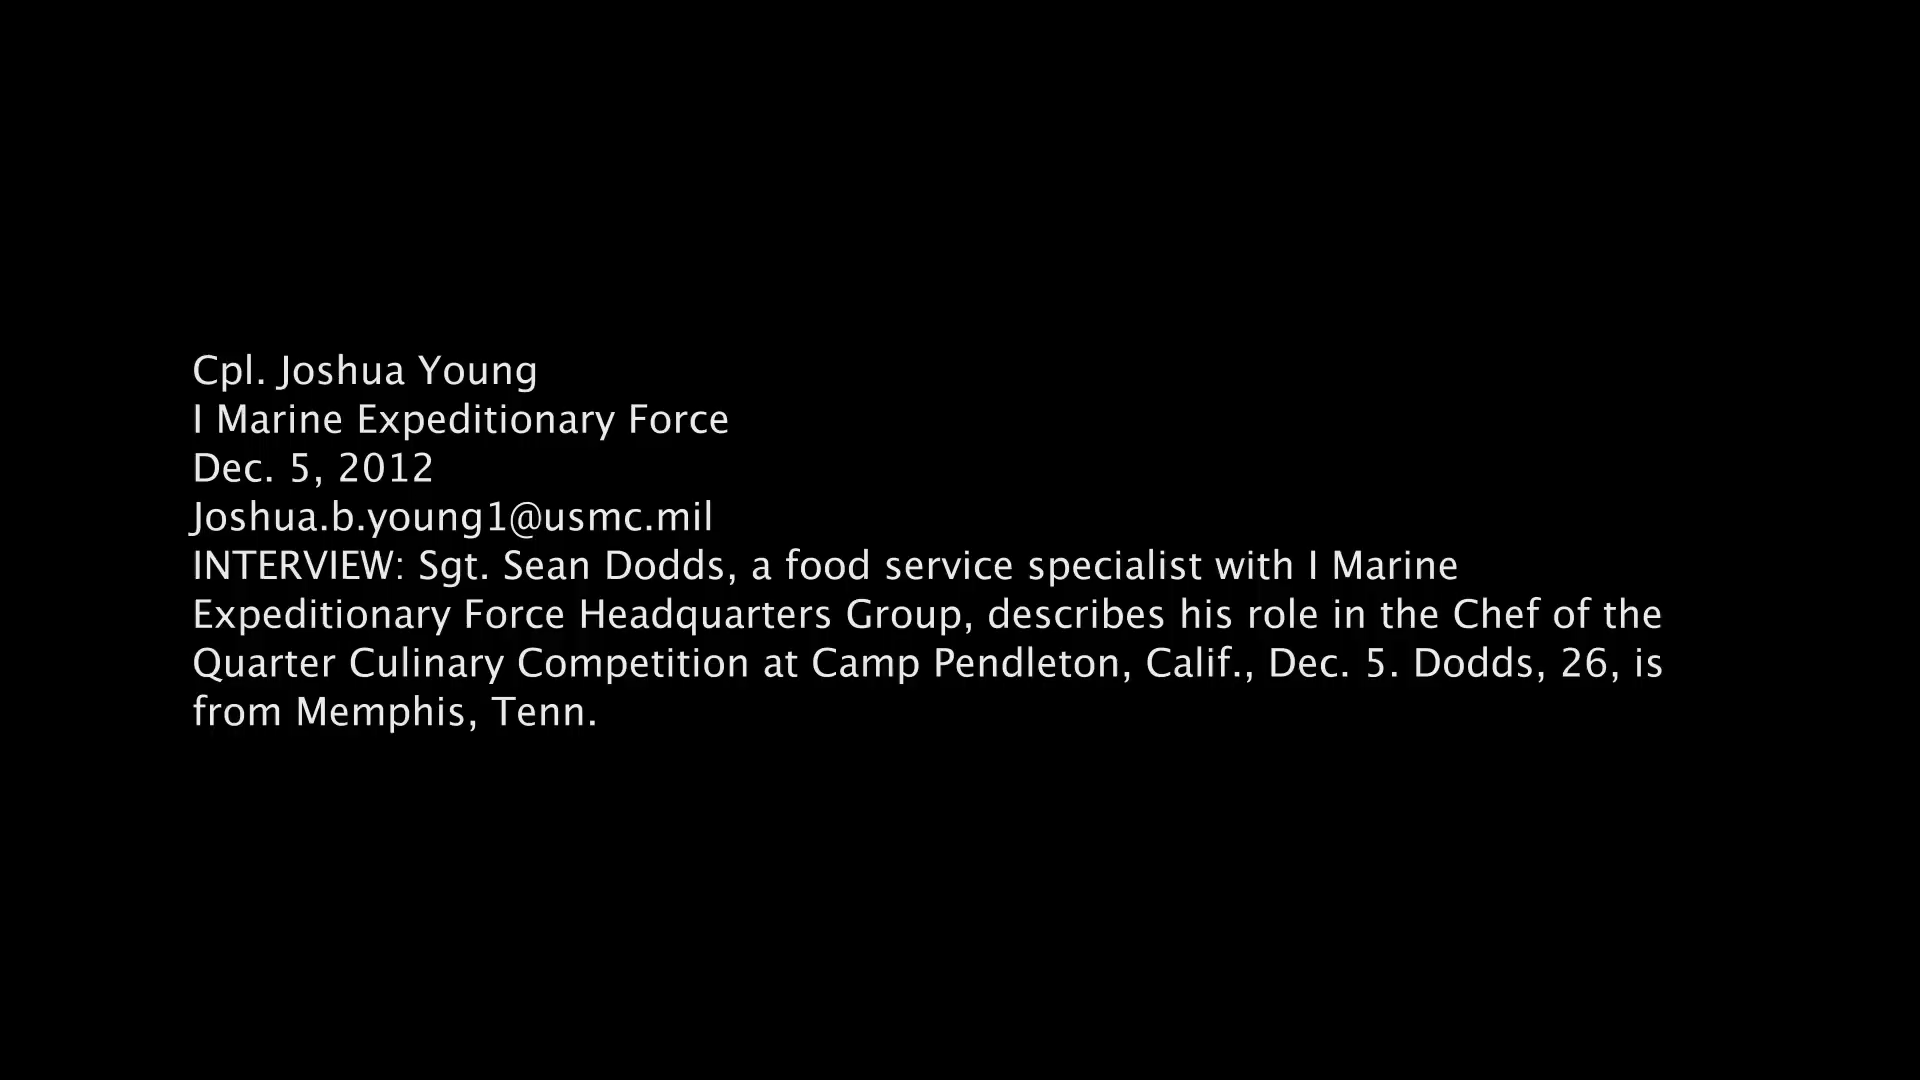 Cpl. Joshua Young
I Marine Expeditionary Force
Dec. 5, 2012
Joshua.b.young1@usmc.mil
INTERVIEW: Sgt. Sean Dodds, a food service specialist with I Marine
Expeditionary Force Headquarters Group, describes his role in the Chef of the
Quarter Culinary Competition at Camp Pendleton, Calif., Dec. 5. Dodds, 26, is
from Memphis, Tenn.